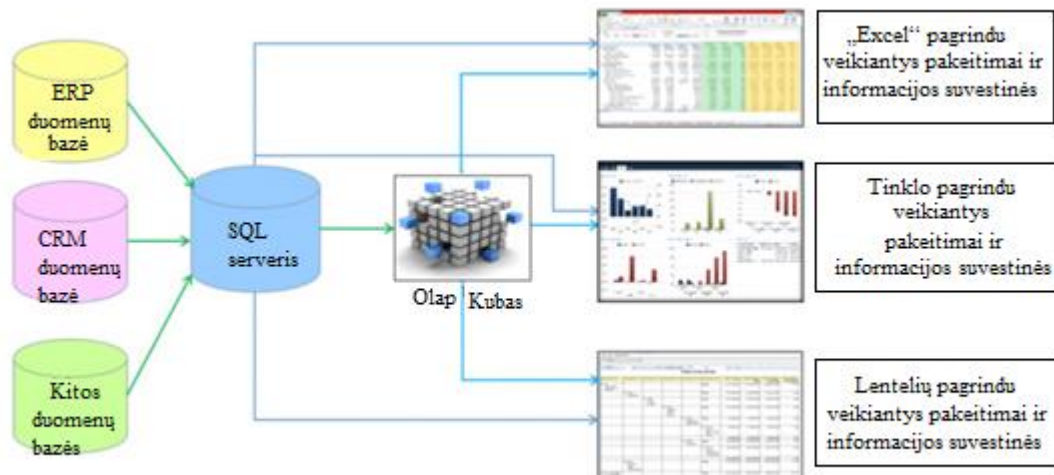 ERP
duomenų
bazė
CRM
duomenų
bazė
Kitos
duomenų
bazės
SQL
serveris
Olap Kubas
„Excel“ pagrindu
veikiantys pakeitimai ir
informacijos suvestinės
Tinklo pagrindu
veikiantys
pakeitimai ir
informacijos suvestinės
Lentelių pagrindu
veikiantys pakeitimai ir
informacijos suvestinės